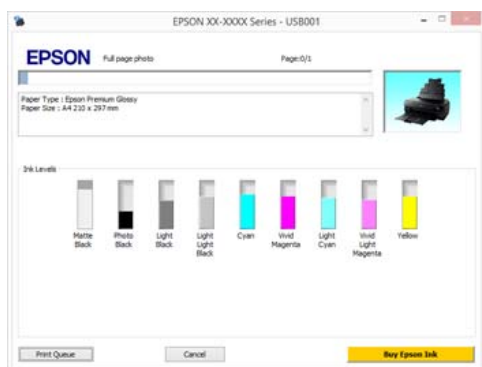 EPSON XX-XXXX Series - USB001
EPSON Full page photo Page:0/1
Paper Type : Epson Premium Glossy
Paper Size : A4 210 x 297 mm
Ink Levels
Matte Black
Photo Black
Light Black
Light Light Black
Cyan
Vivid Magenta
Light Cyan
Vivid Light Magenta
Yellow
Print Queue Cancel Buy Epson Ink